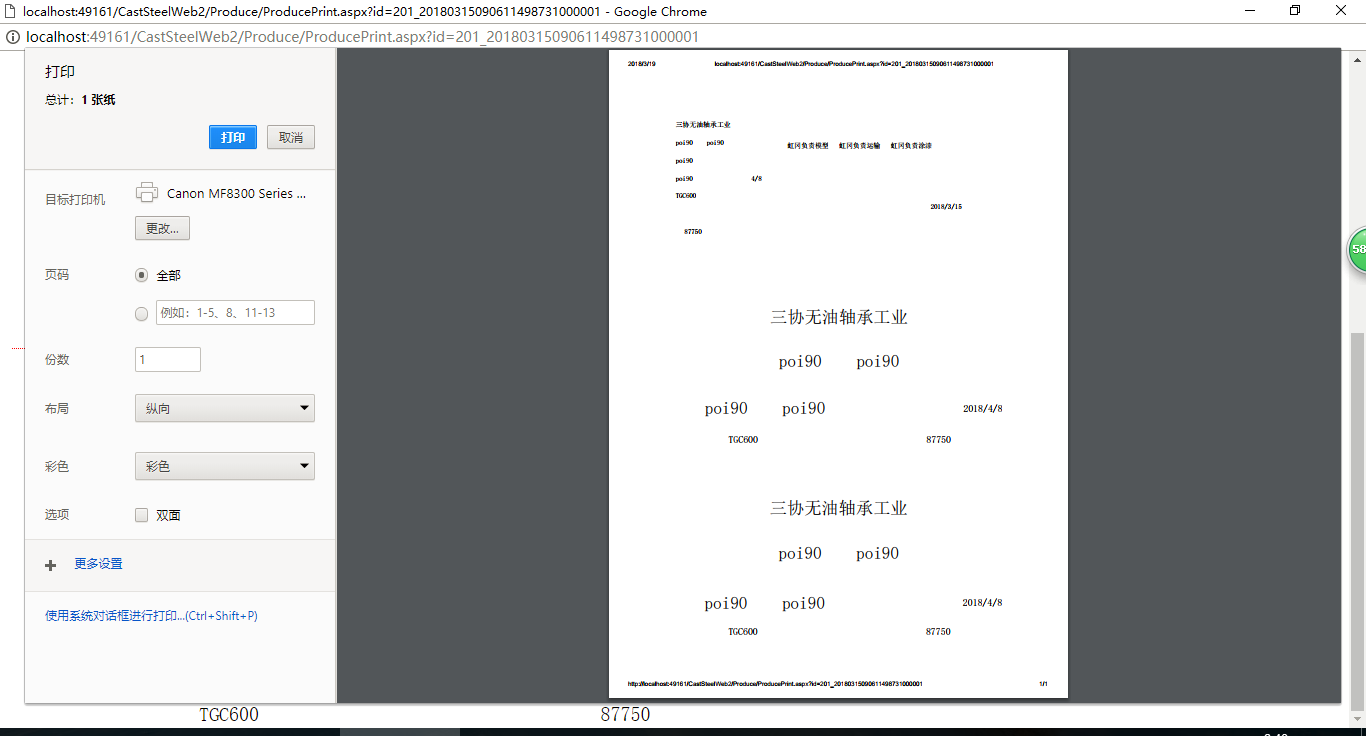 localhost:49161/CastSteelWeb2/Produce/ProducePrint.aspx?id=201_20180315090611498731000001 - Google Chrome
localhost:49161/CastSteelWeb2/Produce/ProducePrint.aspx?id=201_20180315090611498731000001
打印
总计：1 张纸
打印 取消
目标打印机 Canon MF8300 Series ...
更改...
页码 全部
例如：1-5、8、11-13
份数 1
布局 纵向
彩色 彩色
选项 双面
更多设置
使用系统对话框进行打印...(Ctrl+Shift+P)
2018/3/19 localhost:49161/CastSteelWeb2/Produce/ProducePrint.aspx?id=201_20180315090611498731000001
三协无油轴承工业
poi90 poi90 虹冈负责模型 虹冈负责运输 虹冈负责涂漆
poi90
poi90 4/8
TGC600
2018/3/15
87750
三协无油轴承工业
poi90 poi90
poi90 poi90 2018/4/8
TGC600 87750
三协无油轴承工业
poi90 poi90
poi90 poi90 2018/4/8
TGC600 87750
http://localhost:49161/CastSteelWeb2/Produce/ProducePrint.aspx?id=201_20180315090611498731000001 1/1
58
TGC600 87750